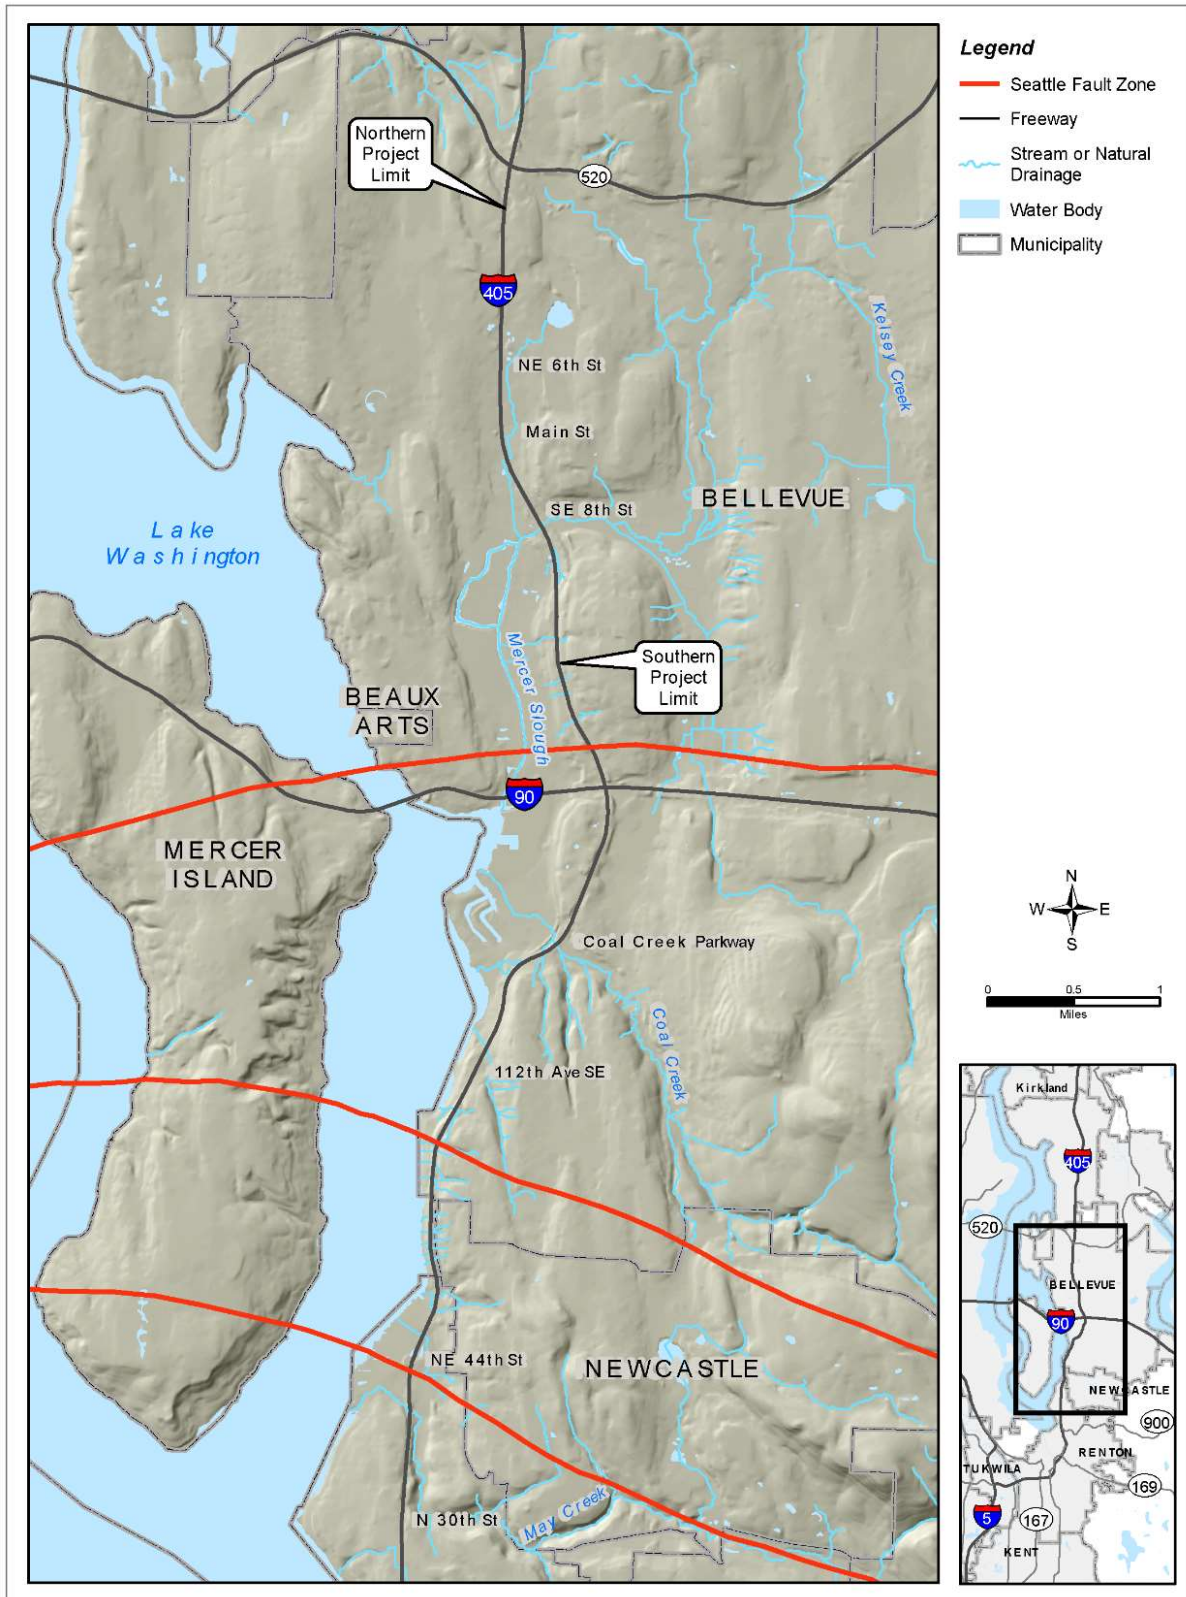 Northern
Project
Limit
520
405
NE 6th St
Main St
Kelsey Creek
BELLEVUE
SE 8th St
Lake
Washington
Mercer Slough
Southern
Project
Limit
BEAUX
ARTS
90
MERCER
ISLAND
Coal Creek Parkway
Coal Creek
112th Ave SE
NE 44th St
NEWCASTLE
N 30th St
May Creek
Legend
Seattle Fault Zone
Freeway
Stream or Natural
Drainage
Water Body
Municipality
N
W E
S
0 0.5 1
Miles
Kirkland
405
520
BELLEVUE
90
NEWCASTLE
900
RENTON
TUKWILA
169
5
167
KENT